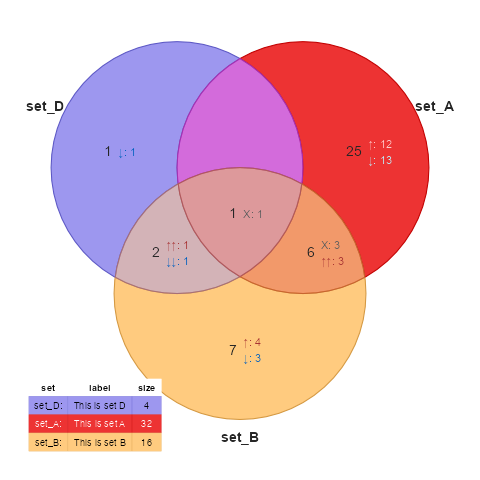 set_D
set_A
1 ↓: 1
25 ↑: 12
↓: 13
1 X: 1
2 ↑↑: 1
↓↓: 1
6 X: 3
↑↑: 3
7 ↑: 4
↓: 3
set_B
set label size
set_D: This is set D 4
set_A: This is set A 32
set_B: This is set B 16